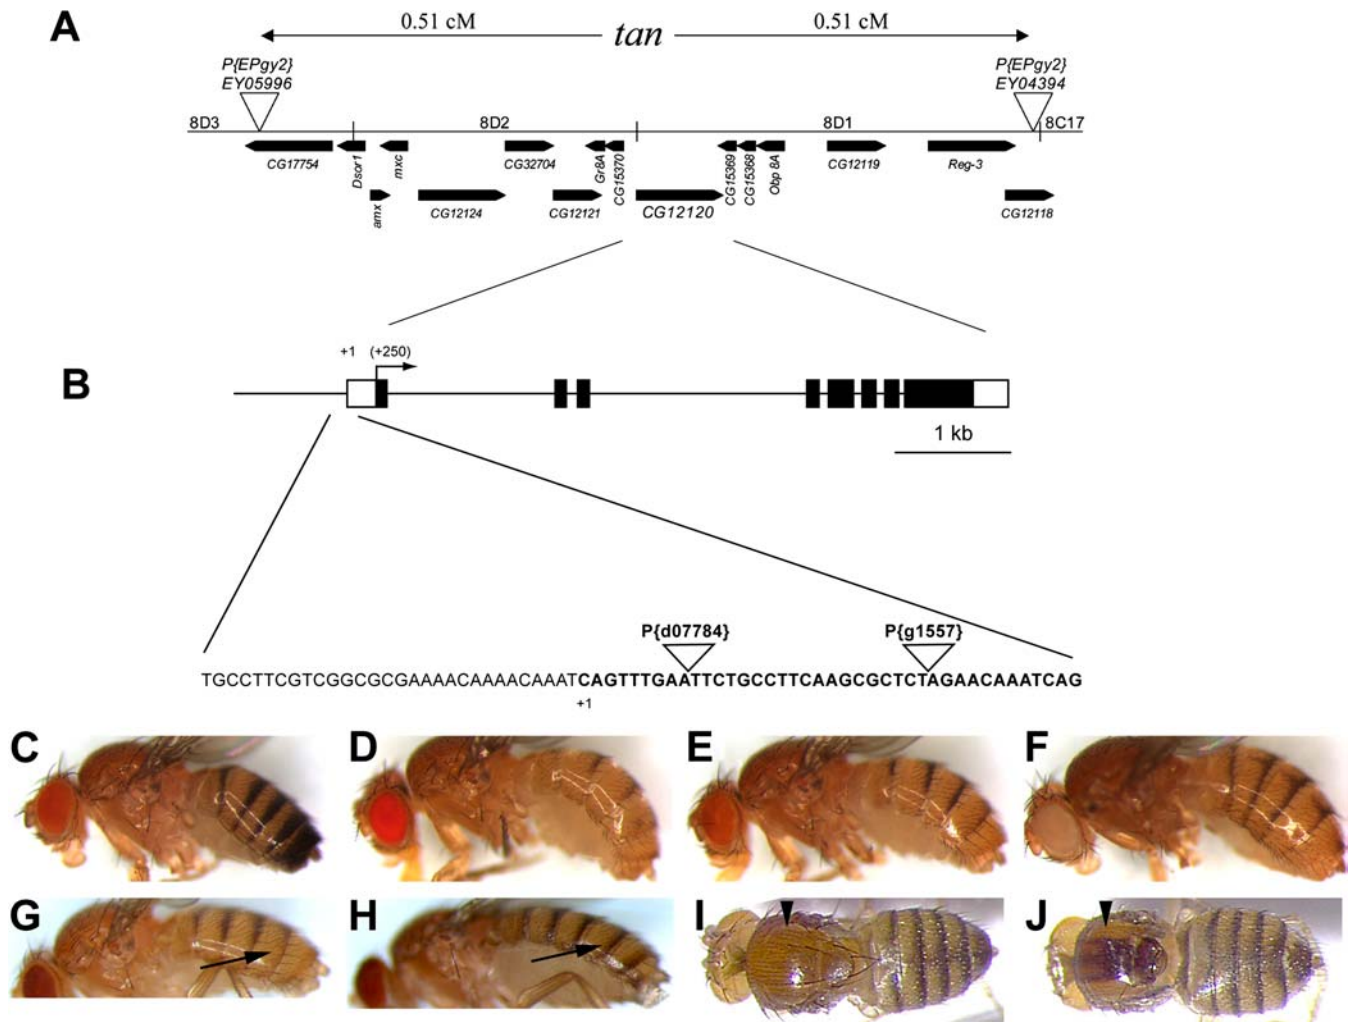 A
0.51 cM
tan
0.51 cM
P{EPgy2}
EY05996
P{EPgy2}
EY04394
8D3
8D2
8D1
8C17
CG17754
Dsor1
amx
mxc
CG12124
CG32704
CG12121
Gr8A
CG15370
CG12120
CG15369
CG15368
Obp 8A
CG12119
Reg-3
CG12118
B
+1
(+250)
1 kb
P{d07784}
P{g1557}
TGCCTTCGTCGGCGCGAAAACAAAACAAATCAGTTTGAATTCTGCCTTCAAGCGCTCTAGAACAAATCAG
+1
C
D
E
F
G
H
I
J